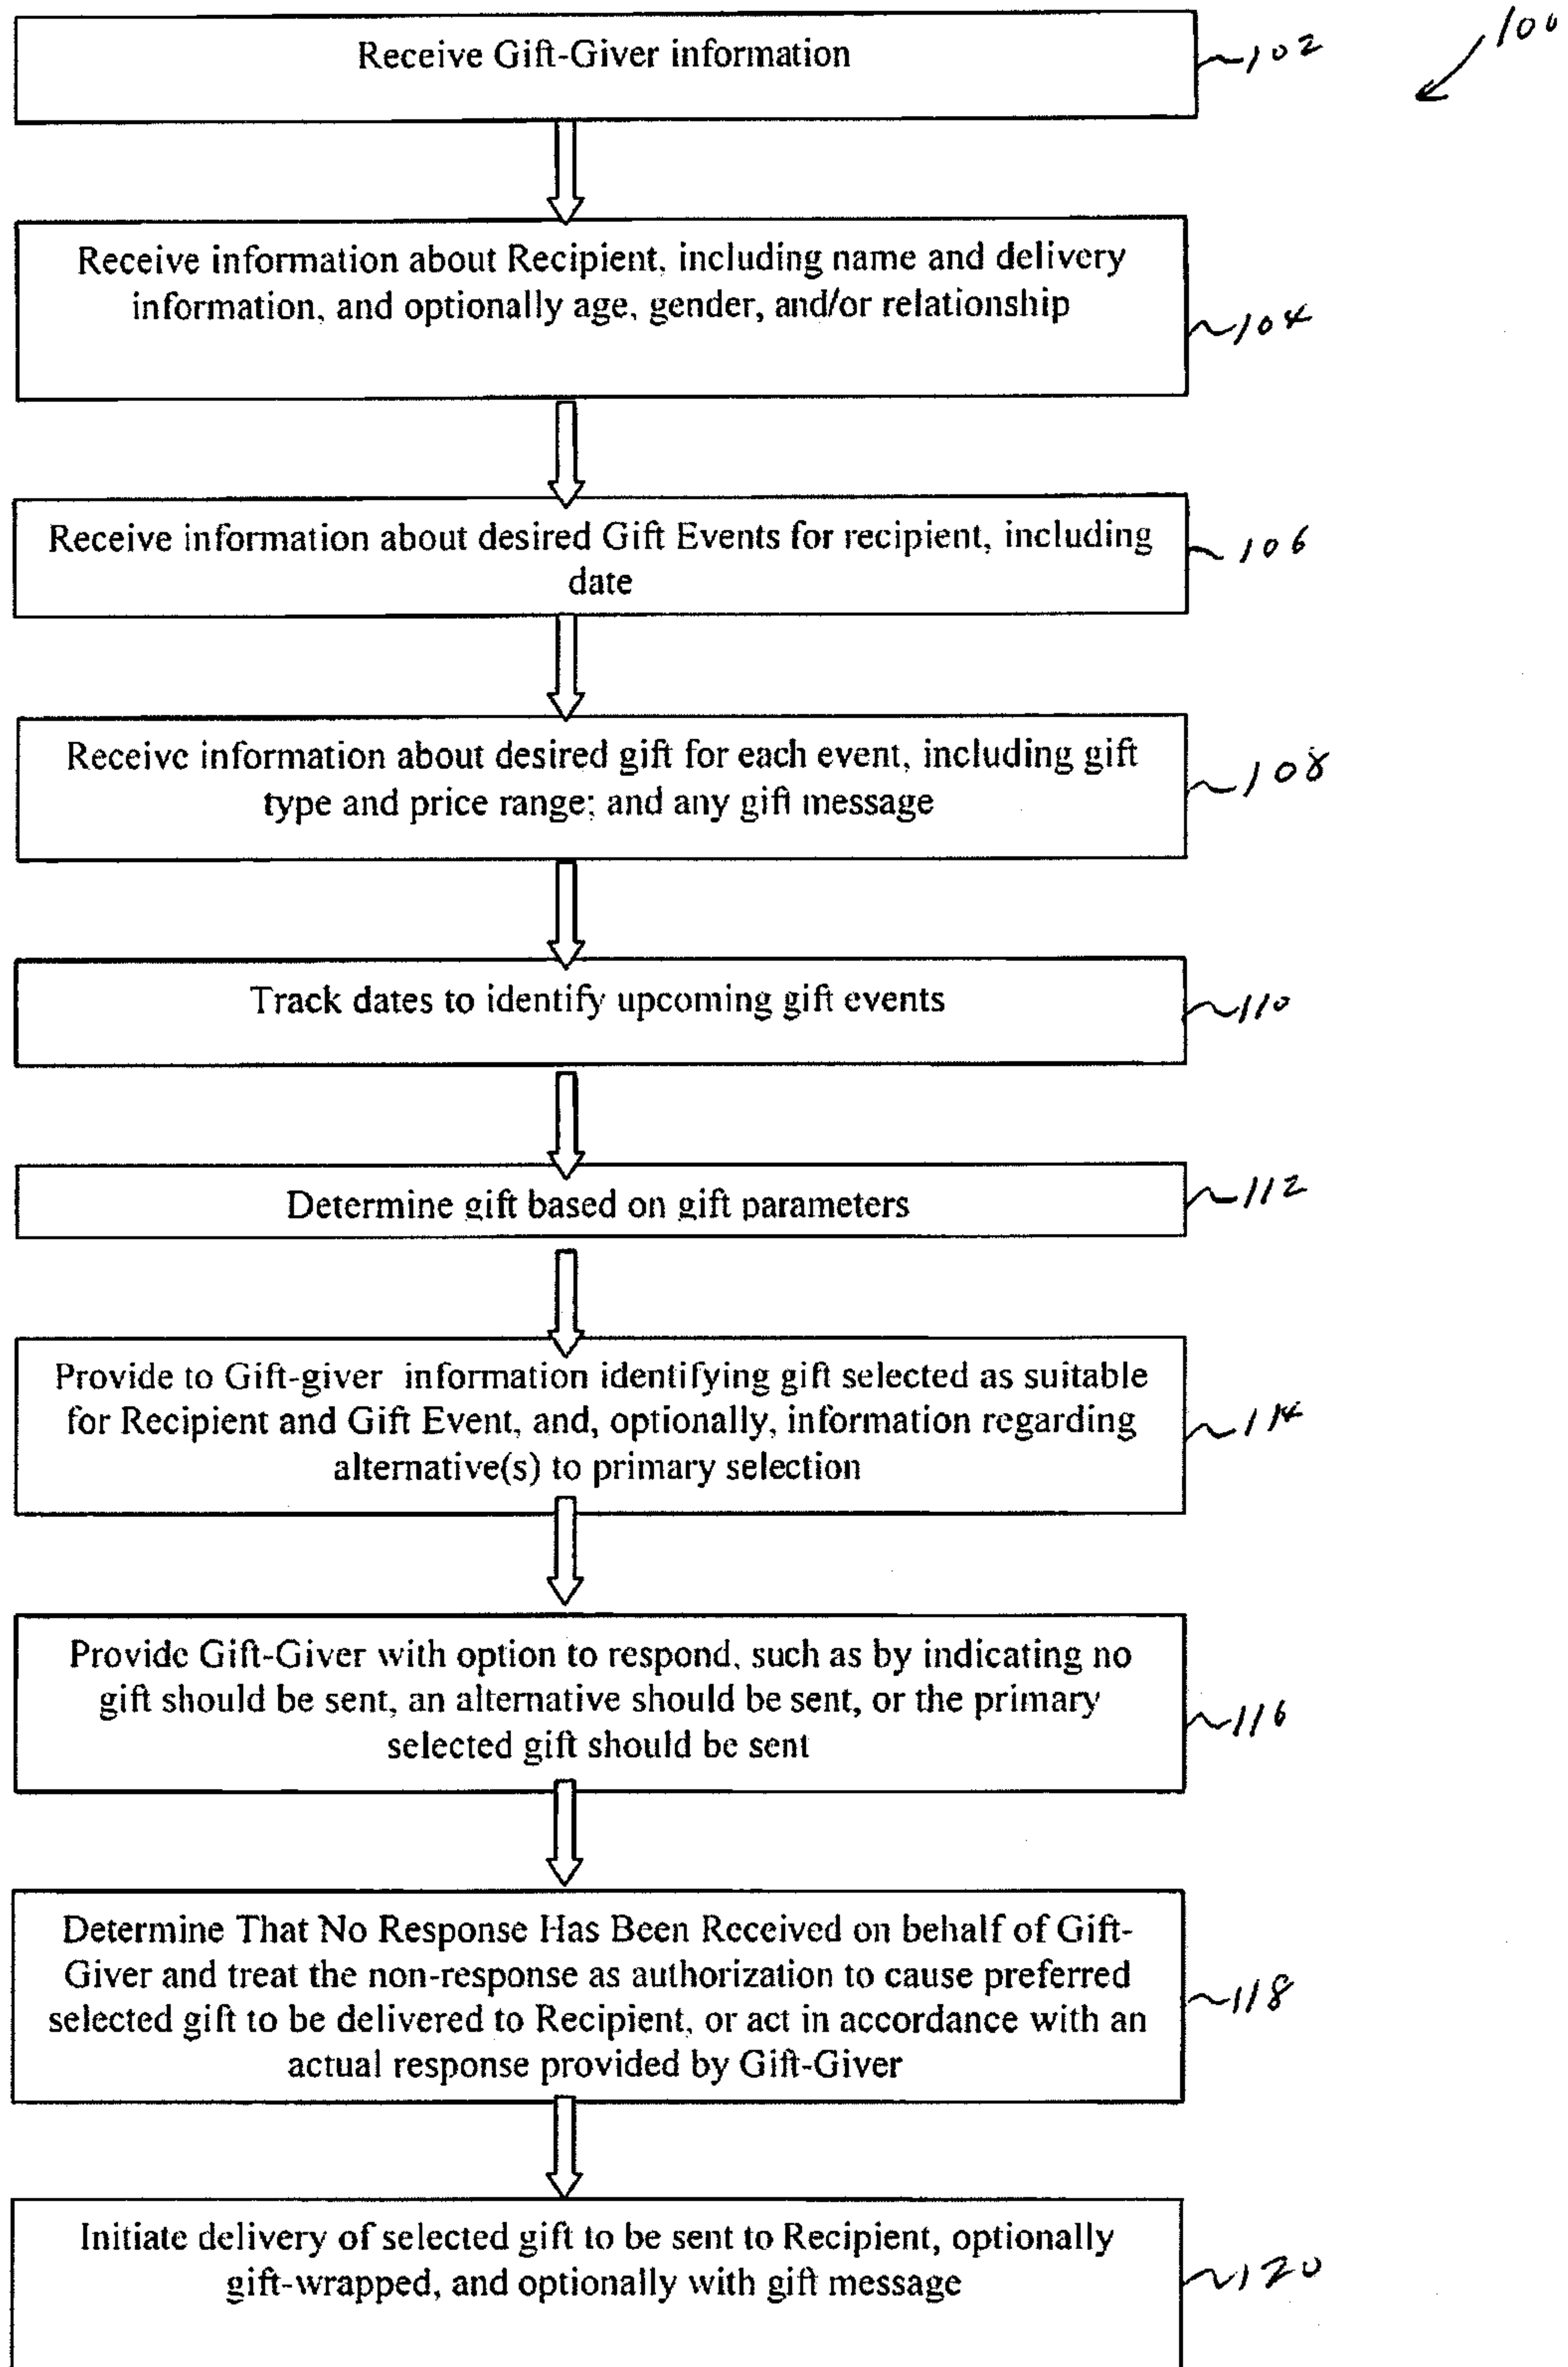 100
Receive Gift-Giver information
102
Receive information about Recipient, including name and delivery
information, and optionally age, gender, and/or relationship
104
Receive information about desired Gift Events for recipient, including
date
106
Receive information about desired gift for each event, including gift
type and price range; and any gift message
108
Track dates to identify upcoming gift events
110
Determine gift based on gift parameters
112
Provide to Gift-giver information identifying gift selected as suitable
for Recipient and Gift Event, and, optionally, information regarding
alternative(s) to primary selection
114
Provide Gift-Giver with option to respond, such as by indicating no
gift should be sent, an alternative should be sent, or the primary
selected gift should be sent
116
Determine That No Response Has Been Received on behalf of Gift-
Giver and treat the non-response as authorization to cause preferred
selected gift to be delivered to Recipient, or act in accordance with an
actual response provided by Gift-Giver
118
Initiate delivery of selected gift to be sent to Recipient, optionally
gift-wrapped, and optionally with gift message
120